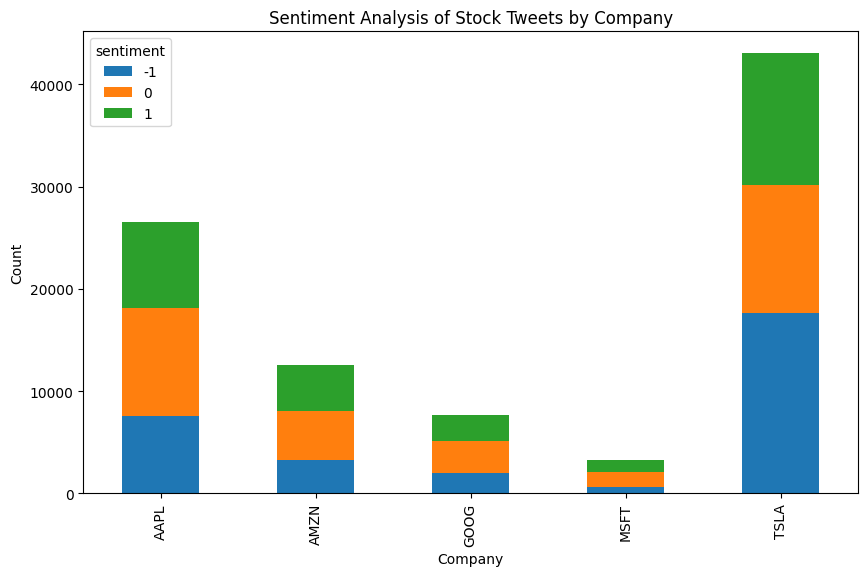 Sentiment Analysis of Stock Tweets by Company
sentiment
-1
0
1
40000
30000
20000
10000
0
Count
AAPL
AMZN
GOOG
MSFT
TSLA
Company